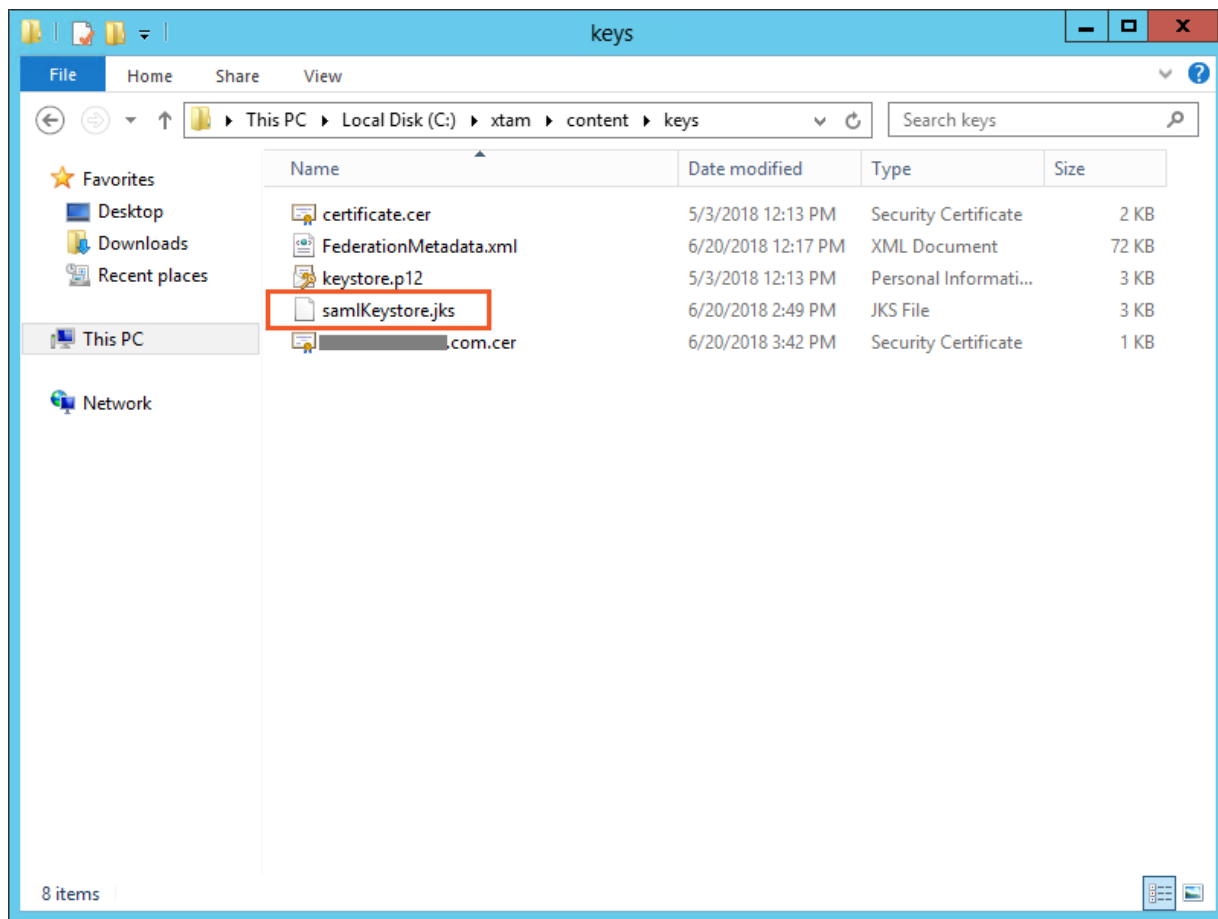 keys
File Home Share View
This PC Local Disk (C:) xtam content keys Search keys
Name Date modified Type Size
Favorites
Desktop
Downloads
Recent places
This PC
Network
certificate.cer 5/3/2018 12:13 PM Security Certificate 2 KB
FederationMetadata.xml 6/20/2018 12:17 PM XML Document 72 KB
keystore.p12 5/3/2018 12:13 PM Personal Informati... 3 KB
samlKeystore.jks 6/20/2018 2:49 PM JKS File 3 KB
.com.cer 6/20/2018 3:42 PM Security Certificate 1 KB
8 items